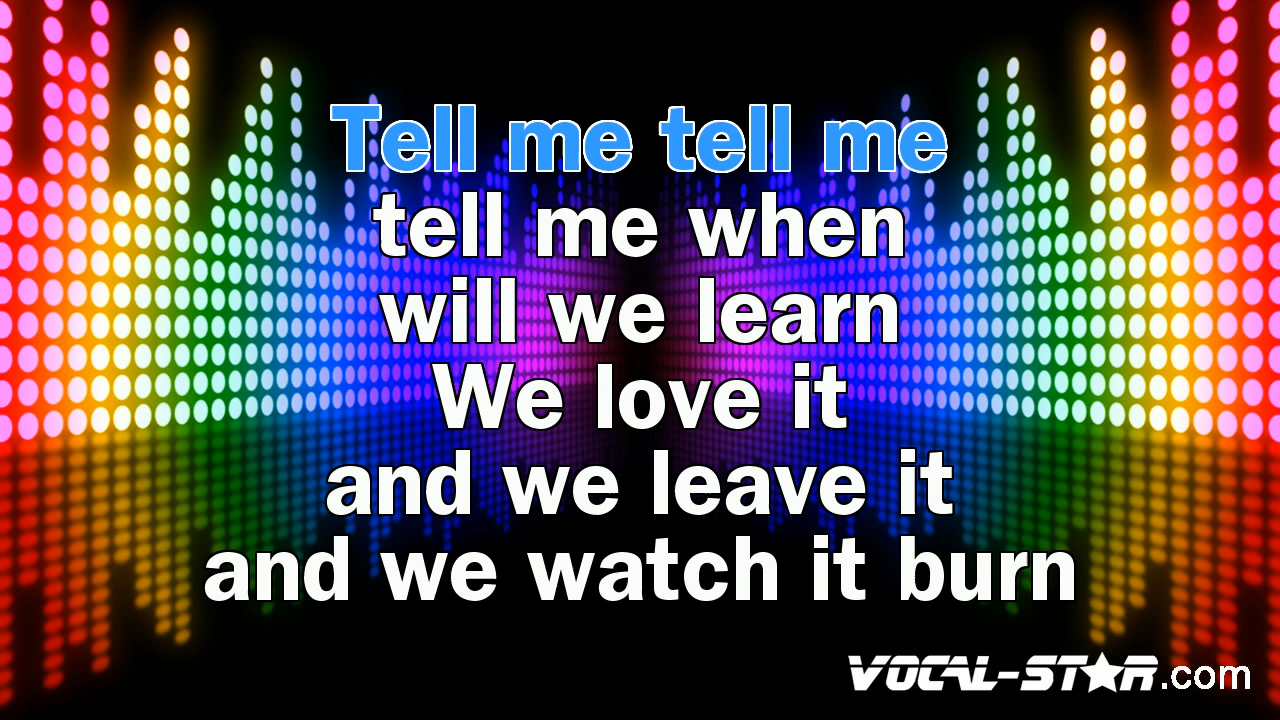 Tell me tell me
tell me when
will we learn
We love it
and we leave it
and we watch it burn
VOCAL-STAR.com